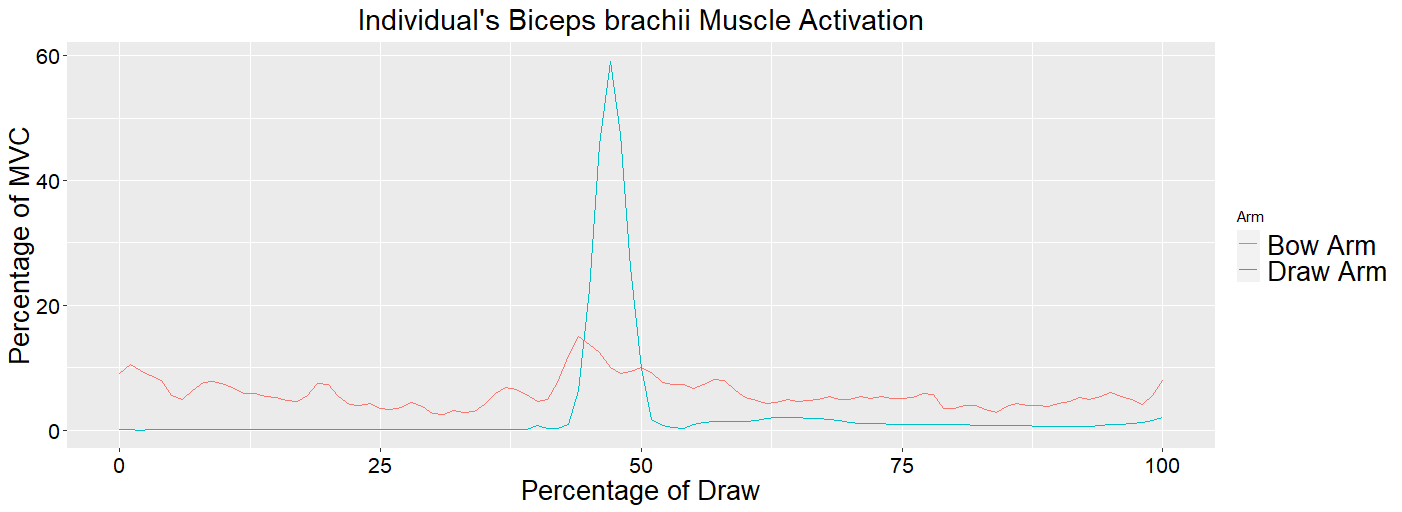 Individual's Biceps brachii Muscle Activation
Percentage of MVC
60
40
20
0
0 25 50 75 100
Percentage of Draw
Arm
Bow Arm
Draw Arm